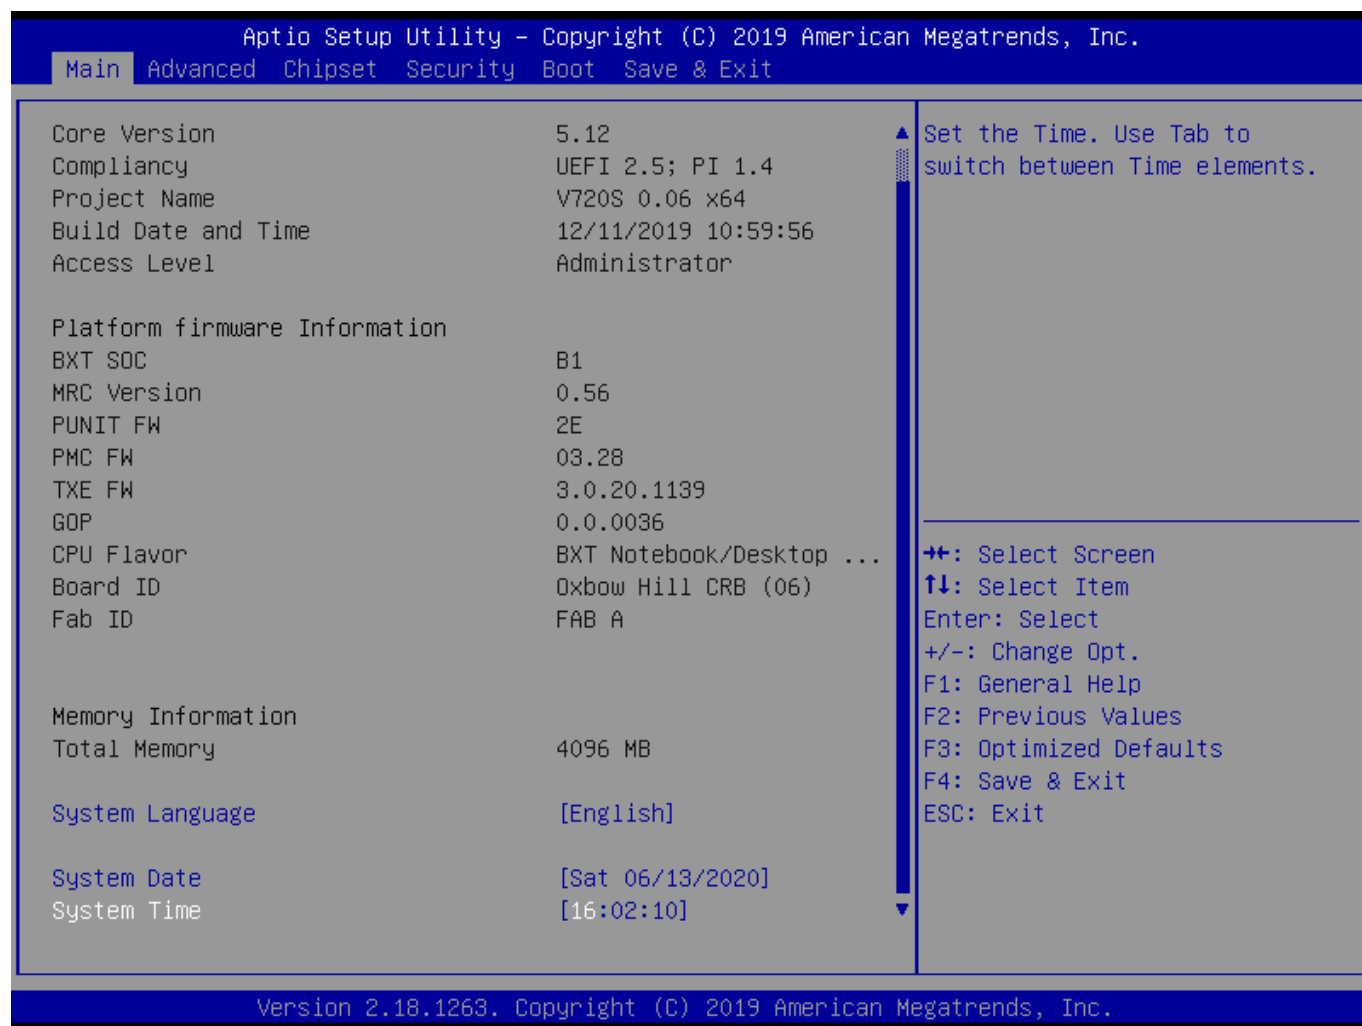 Aptio Setup Utility – Copyright (C) 2019 American Megatrends, Inc.
Main Advanced Chipset Security Boot Save & Exit
Core Version 5.12
Compliancy UEFI 2.5; PI 1.4
Project Name V720S 0.06 x64
Build Date and Time 12/11/2019 10:59:56
Access Level Administrator
Platform firmware Information
BXT SOC B1
MRC Version 0.56
PUNIT FW 2E
PMC FW 03.28
TXE FW 3.0.20.1139
GOP 0.0.0036
CPU Flavor BXT Notebook/Desktop ...
Board ID Oxbow Hill CRB (06)
Fab ID FAB A
Memory Information
Total Memory 4096 MB
System Language [English]
System Date [Sat 06/13/2020]
System Time [16:02:10]
Set the Time. Use Tab to
switch between Time elements.
→←: Select Screen
↑↓: Select Item
Enter: Select
+/-: Change Opt.
F1: General Help
F2: Previous Values
F3: Optimized Defaults
F4: Save & Exit
ESC: Exit
Version 2.18.1263. Copyright (C) 2019 American Megatrends, Inc.